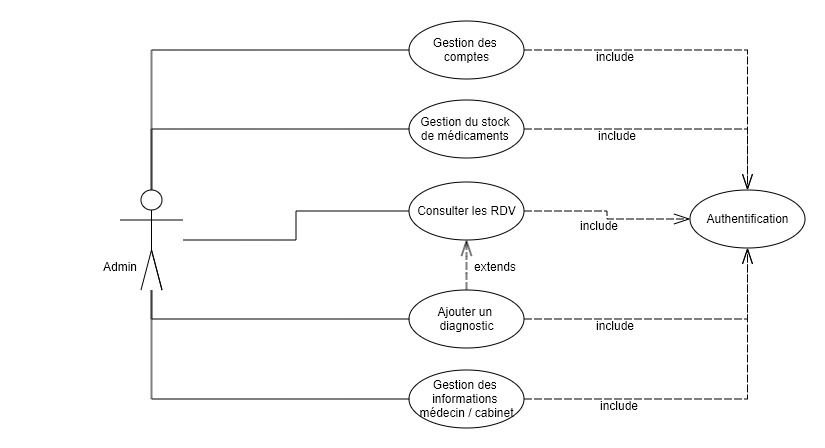 Gestion des
comptes
include
Gestion du stock
de médicaments
include
Consulter les RDV
include
Authentification
Admin
extends
Ajouter un
diagnostic
include
Gestion des
informations
médecin / cabinet
include